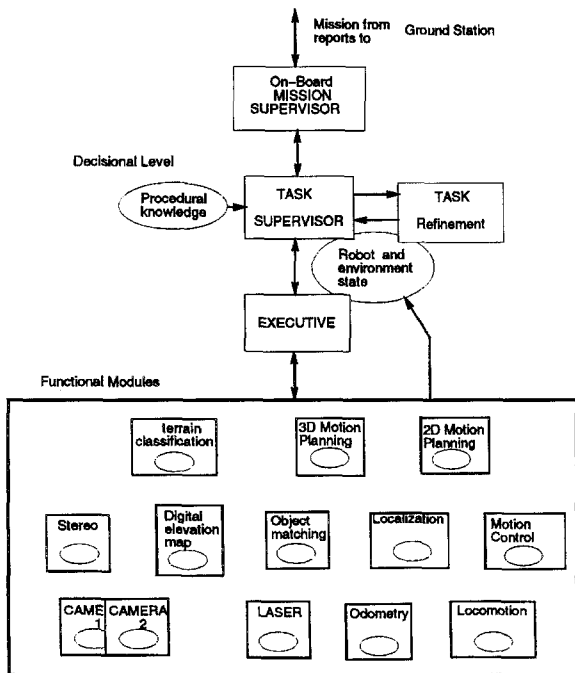 Mission from
reports to
Ground Station
On-Board
MISSION
SUPERVISOR
Decisional Level
Procedural
knowledge
TASK
SUPERVISOR
TASK
Refinement
Robot and
environment
state
EXECUTIVE
Functional Modules
terrain
classification
3D Motion
Planning
2D Motion
Planning
Stereo
Digital
elevation
map
Object
matching
Localization
Motion
Control
CAME
1
CAMERA
2
LASER
Odometry
Locomotion